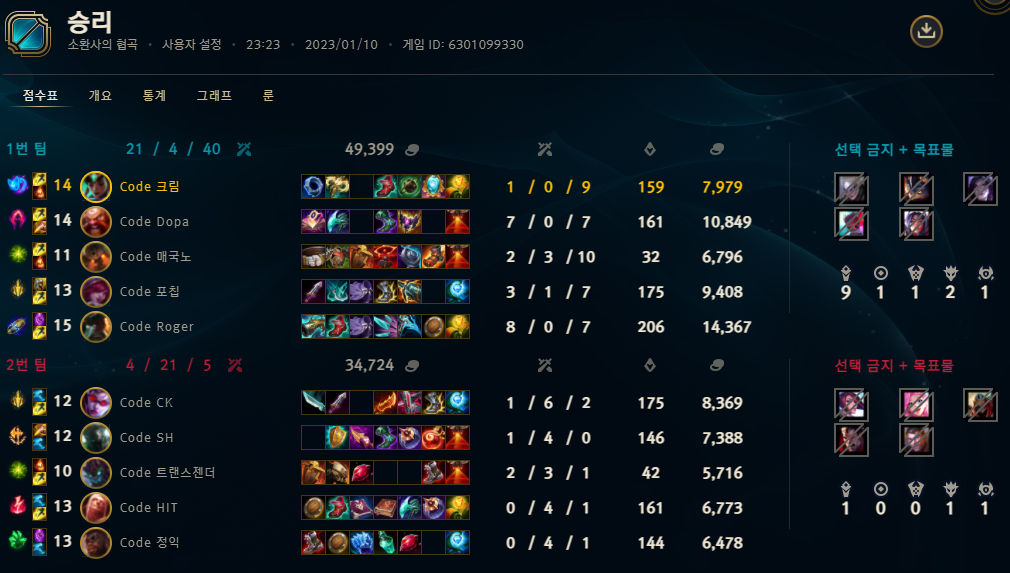 승리
소환사의 협곡 • 사용자 설정 • 23:23 • 2023/01/10 • 게임 ID: 6301099330
점수표 개요 통계 그래프 룬
1번 팀 21 / 4 / 40 49,399 선택 금지 + 목표물
14 Code 크림 1 / 0 / 9 159 7,979
14 Code Dopa 7 / 0 / 7 161 10,849
11 Code 매국노 2 / 3 / 10 32 6,796
13 Code 포칩 3 / 1 / 7 175 9,408
15 Code Roger 8 / 0 / 7 206 14,367
9 1 1 2 1
2번 팀 4 / 21 / 5 34,724 선택 금지 + 목표물
12 Code CK 1 / 6 / 2 175 8,369
12 Code SH 1 / 4 / 0 146 7,388
10 Code 트랜스젠더 2 / 3 / 1 42 5,716
13 Code HIT 0 / 4 / 1 161 6,773
13 Code 정익 0 / 4 / 1 144 6,478
1 0 0 1 1